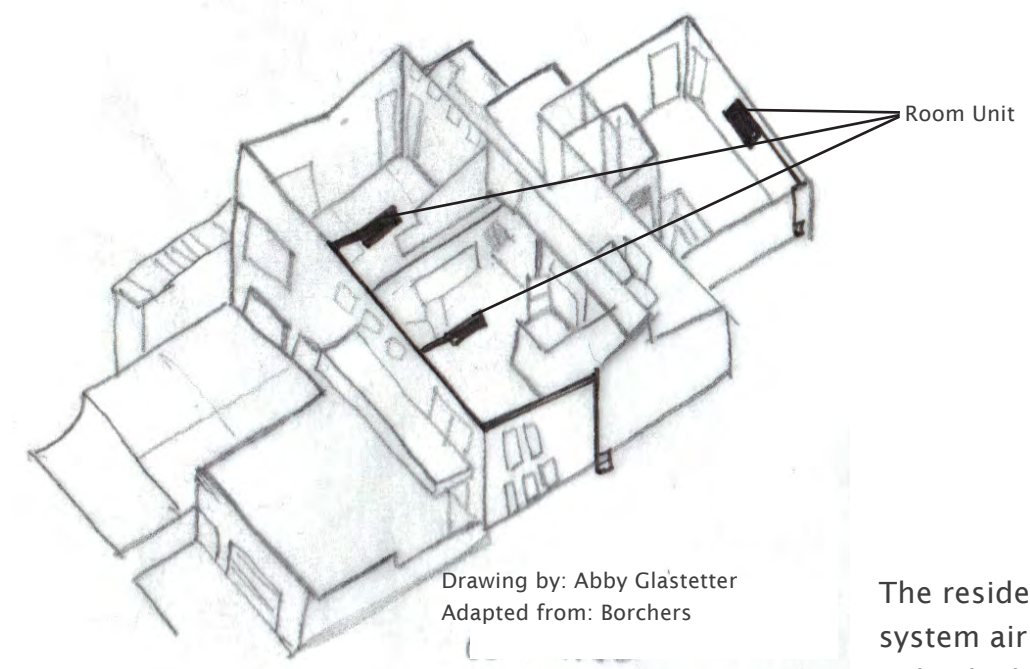 Room Unit
Drawing by: Abby Glastetter
Adapted from: Borchers
The reside
system air